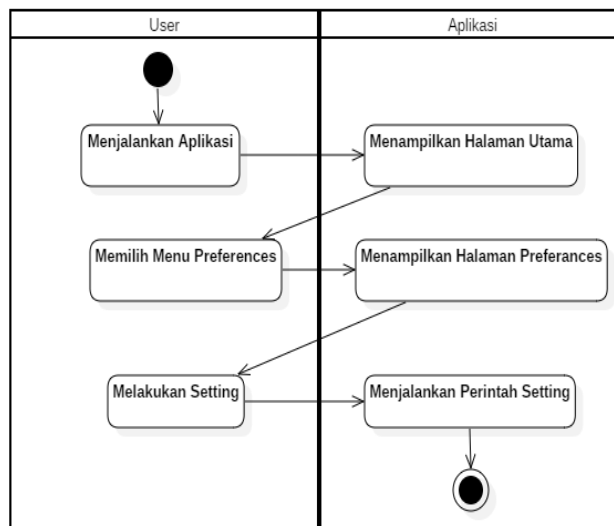 User
Aplikasi
Menjalankan Aplikasi
Menampilkan Halaman Utama
Memilih Menu Preferences
Menampilkan Halaman Preferances
Melakukan Setting
Menjalankan Perintah Setting